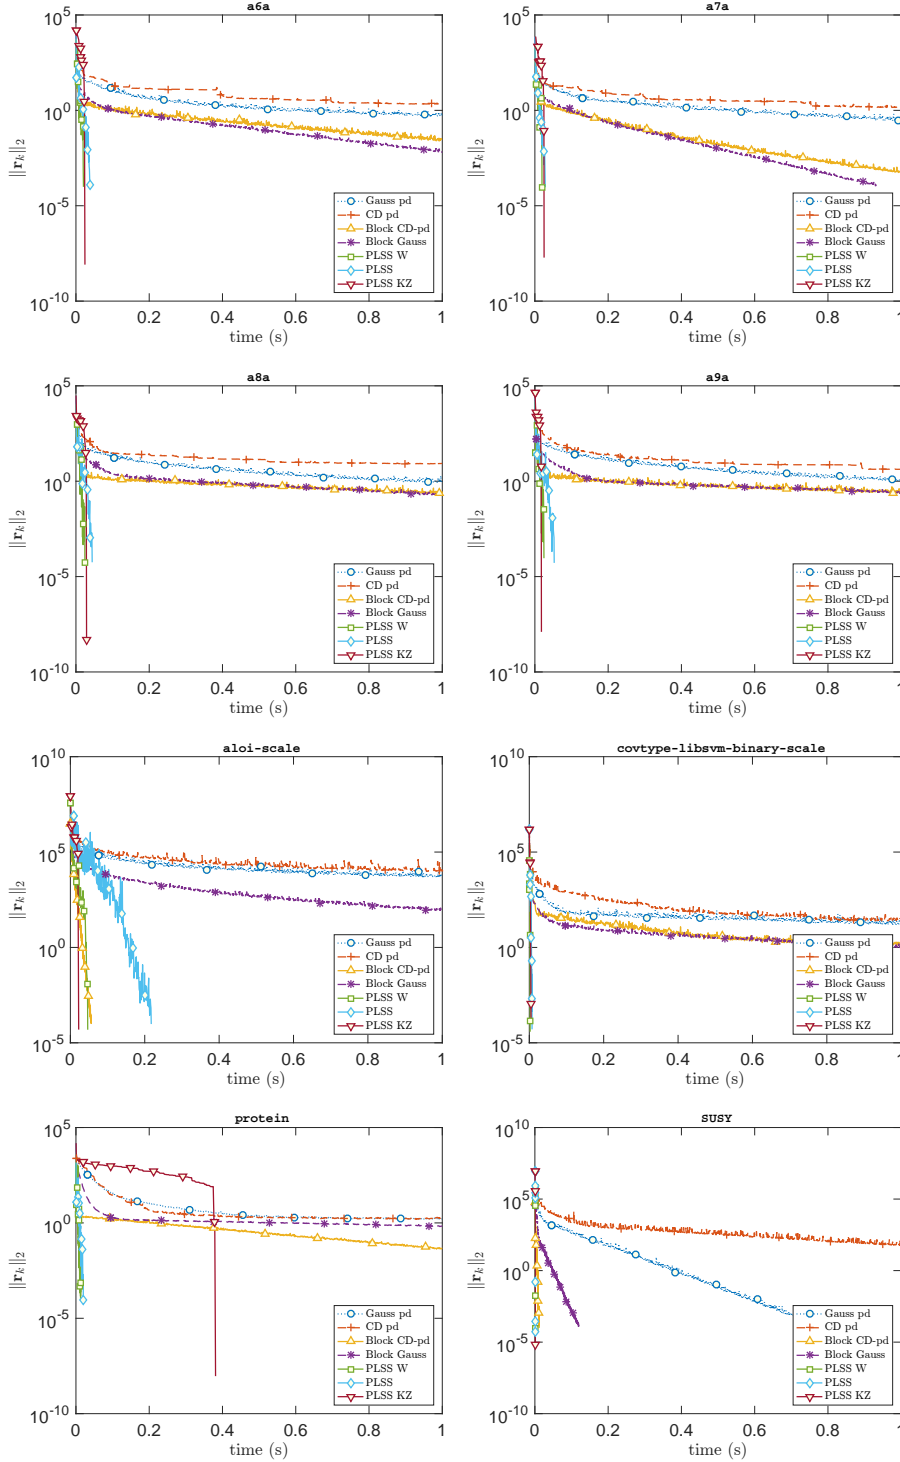 a6a
10^5
10^0
10^-5
10^-10
‖r_k‖_2
0 0.2 0.4 0.6 0.8 1
time (s)
Gauss pd
CD pd
Block CD-pd
Block Gauss
PLSS W
PLSS
PLSS KZ
a7a
10^5
10^0
10^-5
10^-10
‖r_k‖_2
0 0.2 0.4 0.6 0.8 1
time (s)
Gauss pd
CD pd
Block CD-pd
Block Gauss
PLSS W
PLSS
PLSS KZ
a8a
10^5
10^0
10^-5
10^-10
‖r_k‖_2
0 0.2 0.4 0.6 0.8 1
time (s)
Gauss pd
CD pd
Block CD-pd
Block Gauss
PLSS W
PLSS
PLSS KZ
a9a
10^5
10^0
10^-5
10^-10
‖r_k‖_2
0 0.2 0.4 0.6 0.8 1
time (s)
Gauss pd
CD pd
Block CD-pd
Block Gauss
PLSS W
PLSS
PLSS KZ
aloi-scale
10^10
10^5
10^0
10^-5
‖r_k‖_2
0 0.2 0.4 0.6 0.8 1
time (s)
Gauss pd
CD pd
Block CD-pd
Block Gauss
PLSS W
PLSS
PLSS KZ
covtype-libsvm-binary-scale
10^10
10^5
10^0
10^-5
‖r_k‖_2
0 0.2 0.4 0.6 0.8 1
time (s)
Gauss pd
CD pd
Block CD-pd
Block Gauss
PLSS W
PLSS
PLSS KZ
protein
10^5
10^0
10^-5
10^-10
‖r_k‖_2
0 0.2 0.4 0.6 0.8 1
time (s)
Gauss pd
CD pd
Block CD-pd
Block Gauss
PLSS W
PLSS
PLSS KZ
SUSY
10^10
10^5
10^0
10^-5
10^-10
‖r_k‖_2
0 0.2 0.4 0.6 0.8 1
time (s)
Gauss pd
CD pd
Block CD-pd
Block Gauss
PLSS W
PLSS
PLSS KZ